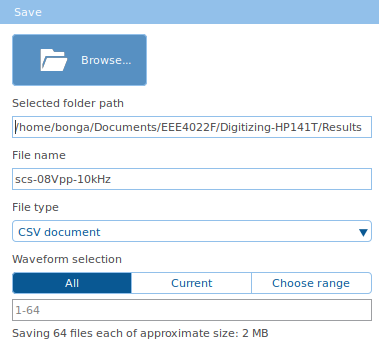 Save
Browse...
Selected folder path
/home/bonga/Documents/EEE4022F/Digitizing-HP141T/Results
File name
scs-08Vpp-10kHz
File type
CSV document
Waveform selection
All Current Choose range
1-64
Saving 64 files each of approximate size: 2 MB